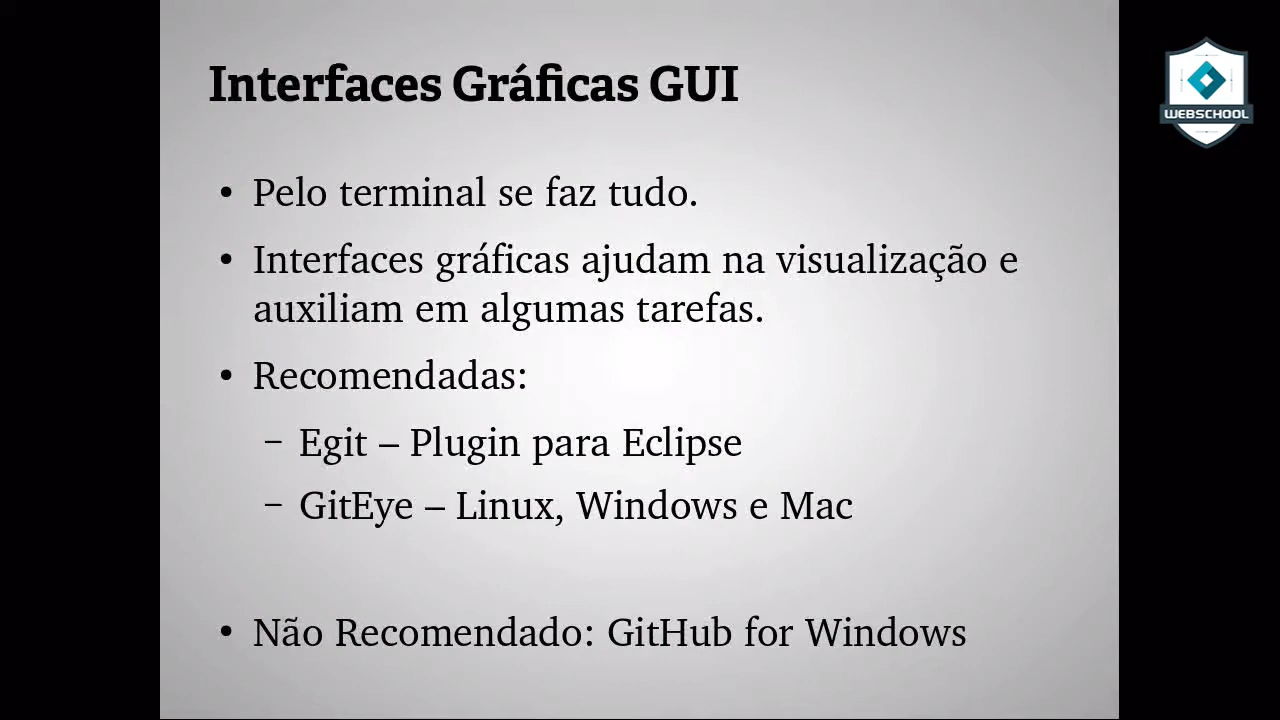 Interfaces Gráficas GUI
WEBSCHOOL
• Pelo terminal se faz tudo.
• Interfaces gráficas ajudam na visualização e
auxiliam em algumas tarefas.
• Recomendadas:
– Egit – Plugin para Eclipse
– GitEye – Linux, Windows e Mac
• Não Recomendado: GitHub for Windows